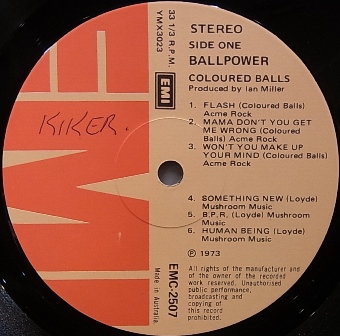 STEREO
SIDE ONE
BALLPOWER
COLOURED BALLS
Produced by Ian Miller
1. FLASH (Coloured Balls)
Acme Rock
2. MAMA DON'T YOU GET
ME WRONG (Coloured
Balls) Acme Rock
3. WON'T YOU MAKE UP
YOUR MIND (Coloured
Balls) Acme Rock
4. SOMETHING NEW (Loyde)
Mushroom Music
5. B.P.R. (Loyde) Mushroom
Music
6. HUMAN BEING (Loyde)
Mushroom Music
Ⓟ 1973
All rights of the manufacturer and
of the owner of the recorded
work reserved. Unauthorised
public performance,
broadcasting and
copying of
this record
prohibited.
33 1/3 R.P.M.
YMX3023
EMI
EMC-2507
Made in Australia.
EMI
KIKER.